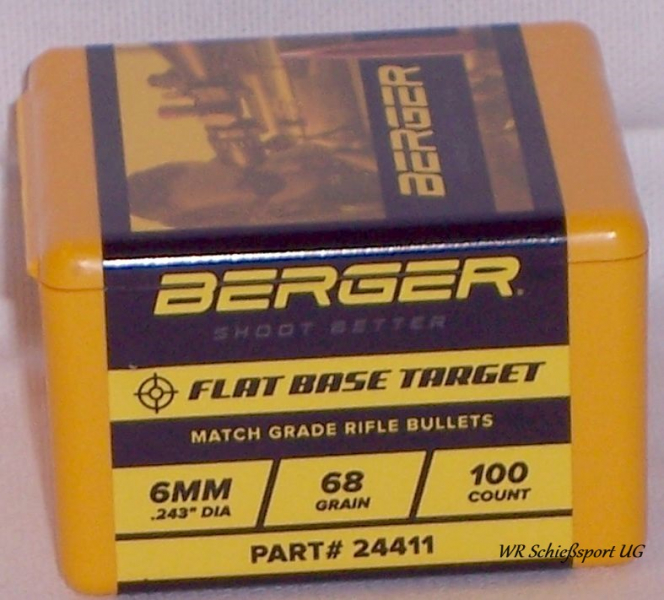 BERGER
BERGER®
SHOOT BETTER
FLAT BASE TARGET
MATCH GRADE RIFLE BULLETS
6MM
.243" DIA
68
GRAIN
100
COUNT
PART# 24411
WR Schießsport UG